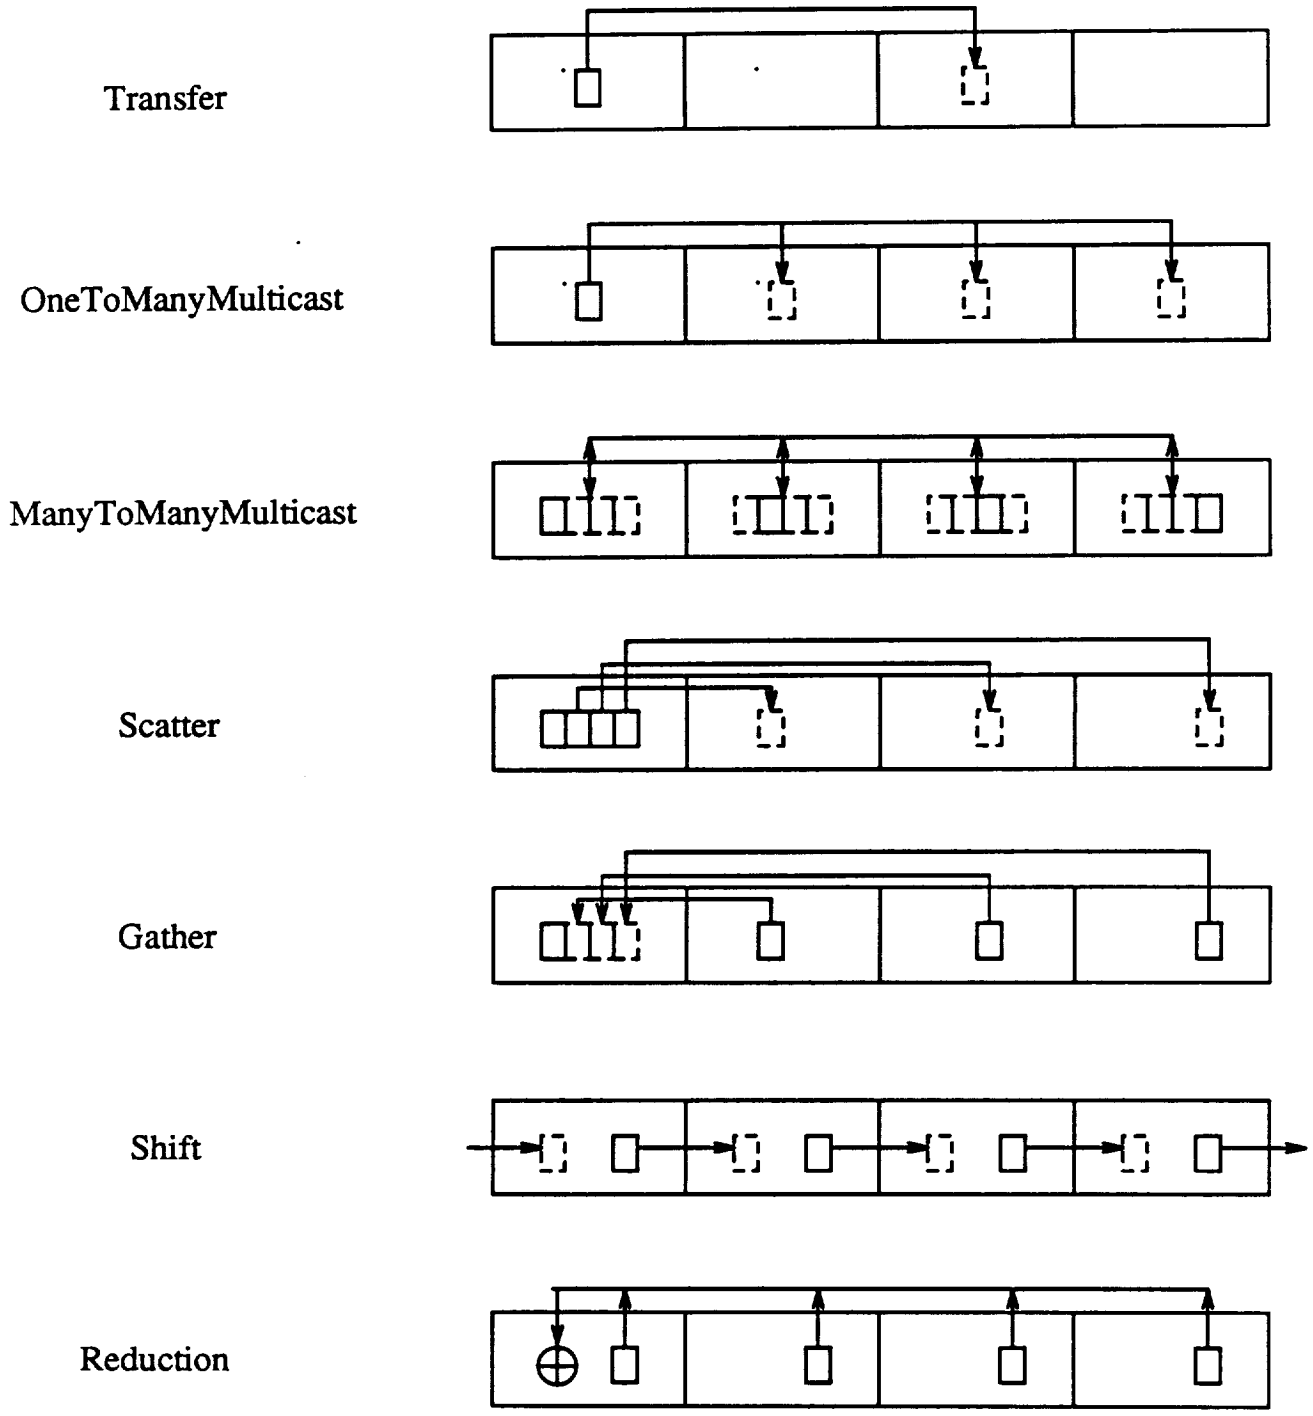 Transfer
OneToManyMulticast
ManyToManyMulticast
Scatter
Gather
Shift
Reduction